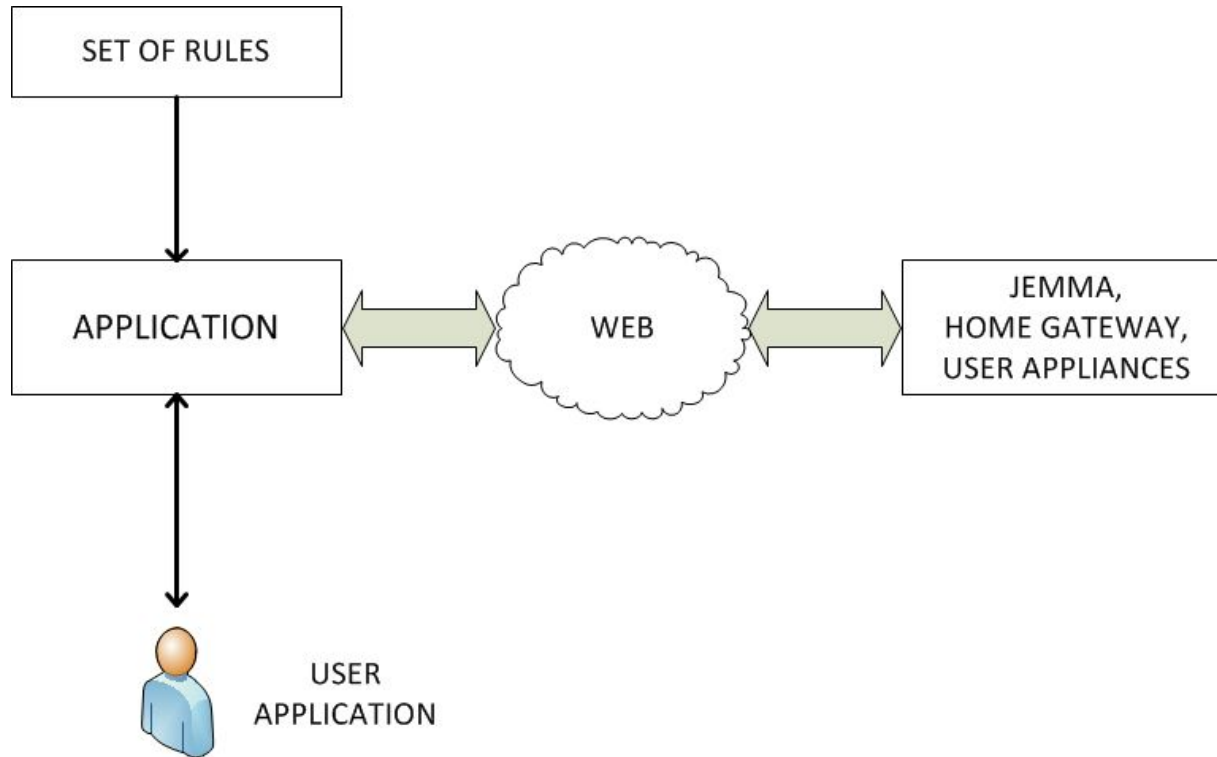 SET OF RULES
APPLICATION
WEB
JEMMA,
HOME GATEWAY,
USER APPLIANCES
USER
APPLICATION